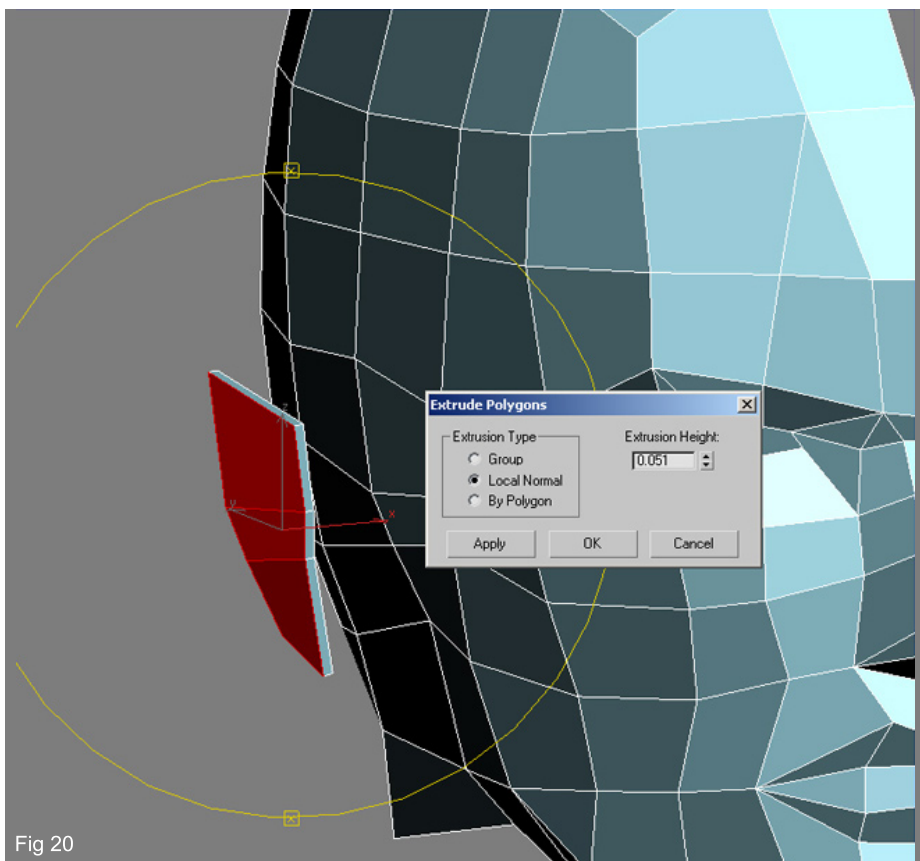 Extrude Polygons
Extrusion Type
Group
Local Normal
By Polygon
Extrusion Height:
0.051
Apply
OK
Cancel
z
y
x
Fig 20